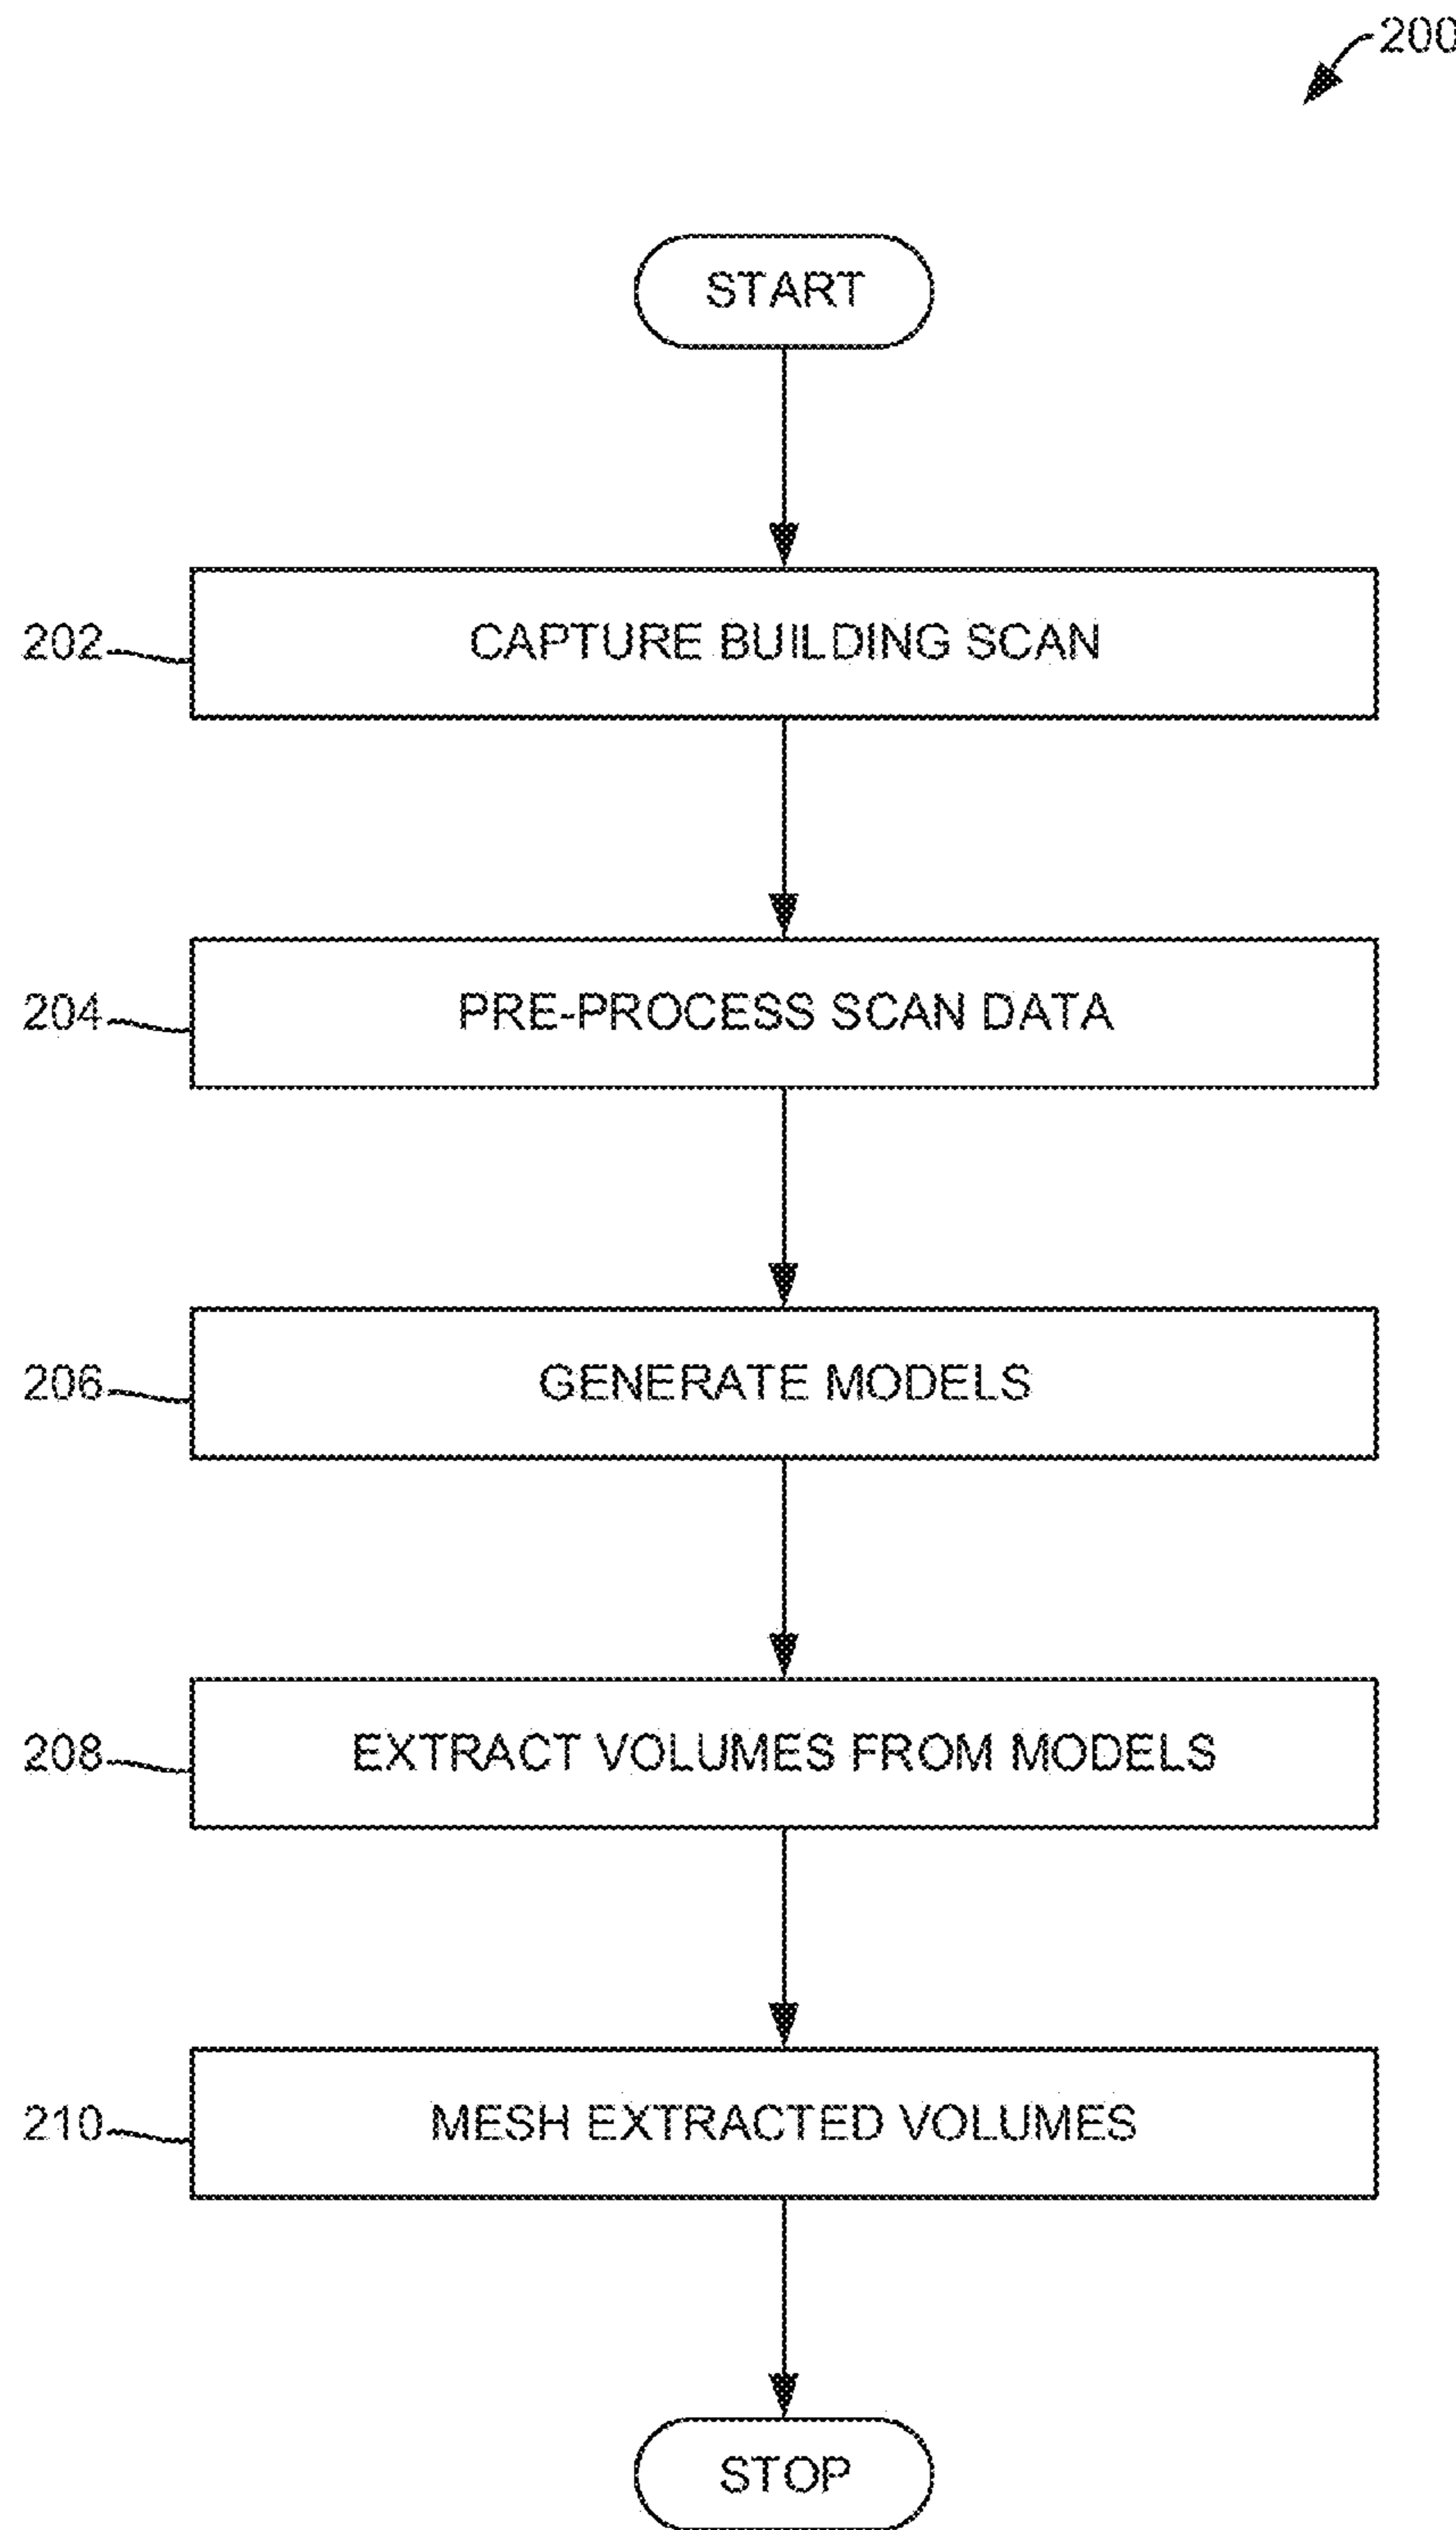 200
START
202 CAPTURE BUILDING SCAN
204 PRE-PROCESS SCAN DATA
206 GENERATE MODELS
208 EXTRACT VOLUMES FROM MODELS
210 MESH EXTRACTED VOLUMES
STOP